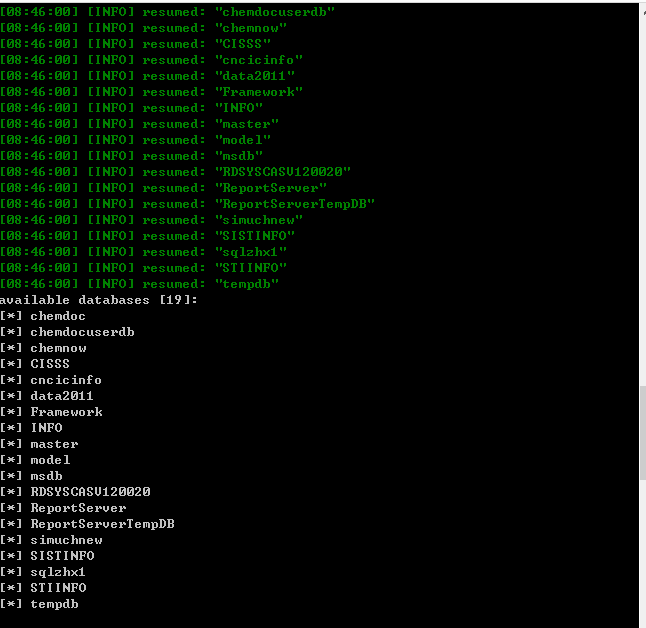 [08:46:00] [INFO] resumed: "chemdocuserdb"
[08:46:00] [INFO] resumed: "chemnow"
[08:46:00] [INFO] resumed: "CISSS"
[08:46:00] [INFO] resumed: "cncicinfo"
[08:46:00] [INFO] resumed: "data2011"
[08:46:00] [INFO] resumed: "Framework"
[08:46:00] [INFO] resumed: "INFO"
[08:46:00] [INFO] resumed: "master"
[08:46:00] [INFO] resumed: "model"
[08:46:00] [INFO] resumed: "msdb"
[08:46:00] [INFO] resumed: "RDSYSCASV120020"
[08:46:00] [INFO] resumed: "ReportServer"
[08:46:00] [INFO] resumed: "ReportServerTempDB"
[08:46:00] [INFO] resumed: "simuchnew"
[08:46:00] [INFO] resumed: "SISTINFO"
[08:46:00] [INFO] resumed: "sqlzhx1"
[08:46:00] [INFO] resumed: "STIINFO"
[08:46:00] [INFO] resumed: "tempdb"
available databases [19]:
[*] chemdoc
[*] chemdocuserdb
[*] chemnow
[*] CISSS
[*] cncicinfo
[*] data2011
[*] Framework
[*] INFO
[*] master
[*] model
[*] msdb
[*] RDSYSCASV120020
[*] ReportServer
[*] ReportServerTempDB
[*] simuchnew
[*] SISTINFO
[*] sqlzhx1
[*] STIINFO
[*] tempdb